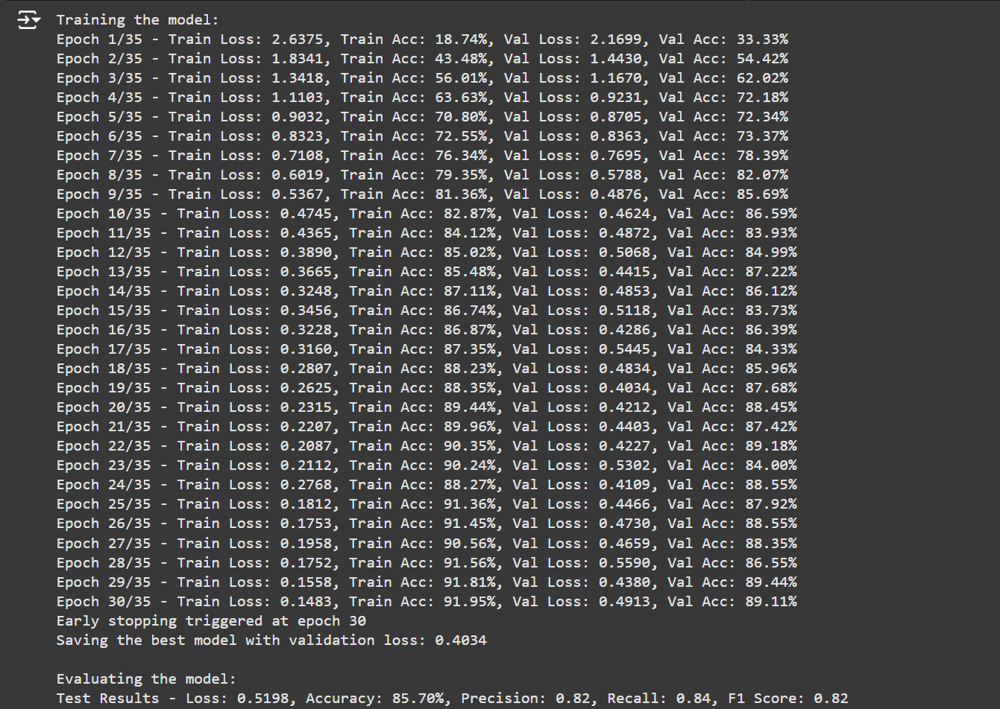 Training the model:
Epoch 1/35 - Train Loss: 2.6375, Train Acc: 18.74%, Val Loss: 2.1699, Val Acc: 33.33%
Epoch 2/35 - Train Loss: 1.8341, Train Acc: 43.48%, Val Loss: 1.4430, Val Acc: 54.42%
Epoch 3/35 - Train Loss: 1.3418, Train Acc: 56.01%, Val Loss: 1.1670, Val Acc: 62.02%
Epoch 4/35 - Train Loss: 1.1103, Train Acc: 63.63%, Val Loss: 0.9231, Val Acc: 72.18%
Epoch 5/35 - Train Loss: 0.9032, Train Acc: 70.80%, Val Loss: 0.8705, Val Acc: 72.34%
Epoch 6/35 - Train Loss: 0.8323, Train Acc: 72.55%, Val Loss: 0.8363, Val Acc: 73.37%
Epoch 7/35 - Train Loss: 0.7108, Train Acc: 76.34%, Val Loss: 0.7695, Val Acc: 78.39%
Epoch 8/35 - Train Loss: 0.6019, Train Acc: 79.35%, Val Loss: 0.5788, Val Acc: 82.07%
Epoch 9/35 - Train Loss: 0.5367, Train Acc: 81.36%, Val Loss: 0.4876, Val Acc: 85.69%
Epoch 10/35 - Train Loss: 0.4745, Train Acc: 82.87%, Val Loss: 0.4624, Val Acc: 86.59%
Epoch 11/35 - Train Loss: 0.4365, Train Acc: 84.12%, Val Loss: 0.4872, Val Acc: 83.93%
Epoch 12/35 - Train Loss: 0.3890, Train Acc: 85.02%, Val Loss: 0.5068, Val Acc: 84.99%
Epoch 13/35 - Train Loss: 0.3665, Train Acc: 85.48%, Val Loss: 0.4415, Val Acc: 87.22%
Epoch 14/35 - Train Loss: 0.3248, Train Acc: 87.11%, Val Loss: 0.4853, Val Acc: 86.12%
Epoch 15/35 - Train Loss: 0.3456, Train Acc: 86.74%, Val Loss: 0.5118, Val Acc: 83.73%
Epoch 16/35 - Train Loss: 0.3228, Train Acc: 86.87%, Val Loss: 0.4286, Val Acc: 86.39%
Epoch 17/35 - Train Loss: 0.3160, Train Acc: 87.35%, Val Loss: 0.5445, Val Acc: 84.33%
Epoch 18/35 - Train Loss: 0.2807, Train Acc: 88.23%, Val Loss: 0.4834, Val Acc: 85.96%
Epoch 19/35 - Train Loss: 0.2625, Train Acc: 88.35%, Val Loss: 0.4034, Val Acc: 87.68%
Epoch 20/35 - Train Loss: 0.2315, Train Acc: 89.44%, Val Loss: 0.4212, Val Acc: 88.45%
Epoch 21/35 - Train Loss: 0.2207, Train Acc: 89.96%, Val Loss: 0.4403, Val Acc: 87.42%
Epoch 22/35 - Train Loss: 0.2087, Train Acc: 90.35%, Val Loss: 0.4227, Val Acc: 89.18%
Epoch 23/35 - Train Loss: 0.2112, Train Acc: 90.24%, Val Loss: 0.5302, Val Acc: 84.00%
Epoch 24/35 - Train Loss: 0.2768, Train Acc: 88.27%, Val Loss: 0.4109, Val Acc: 88.55%
Epoch 25/35 - Train Loss: 0.1812, Train Acc: 91.36%, Val Loss: 0.4466, Val Acc: 87.92%
Epoch 26/35 - Train Loss: 0.1753, Train Acc: 91.45%, Val Loss: 0.4730, Val Acc: 88.55%
Epoch 27/35 - Train Loss: 0.1958, Train Acc: 90.56%, Val Loss: 0.4659, Val Acc: 88.35%
Epoch 28/35 - Train Loss: 0.1752, Train Acc: 91.56%, Val Loss: 0.5590, Val Acc: 86.55%
Epoch 29/35 - Train Loss: 0.1558, Train Acc: 91.81%, Val Loss: 0.4380, Val Acc: 89.44%
Epoch 30/35 - Train Loss: 0.1483, Train Acc: 91.95%, Val Loss: 0.4913, Val Acc: 89.11%
Early stopping triggered at epoch 30
Saving the best model with validation loss: 0.4034
Evaluating the model:
Test Results - Loss: 0.5198, Accuracy: 85.70%, Precision: 0.82, Recall: 0.84, F1 Score: 0.82